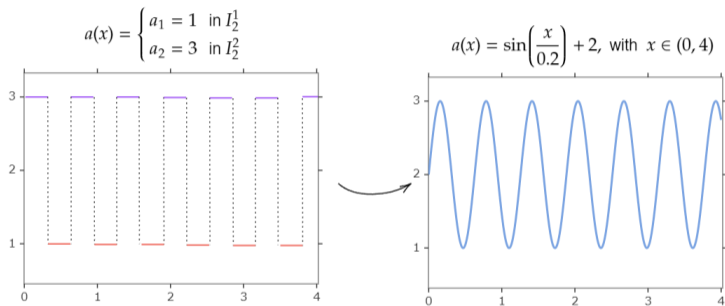 a(x) = { a₁ = 1 in I₂¹
a₂ = 3 in I₂²
a(x) = sin(x/0.2) + 2, with x ∈ (0, 4)
3
2
1
0 1 2 3 4
3
2
1
0 1 2 3 4